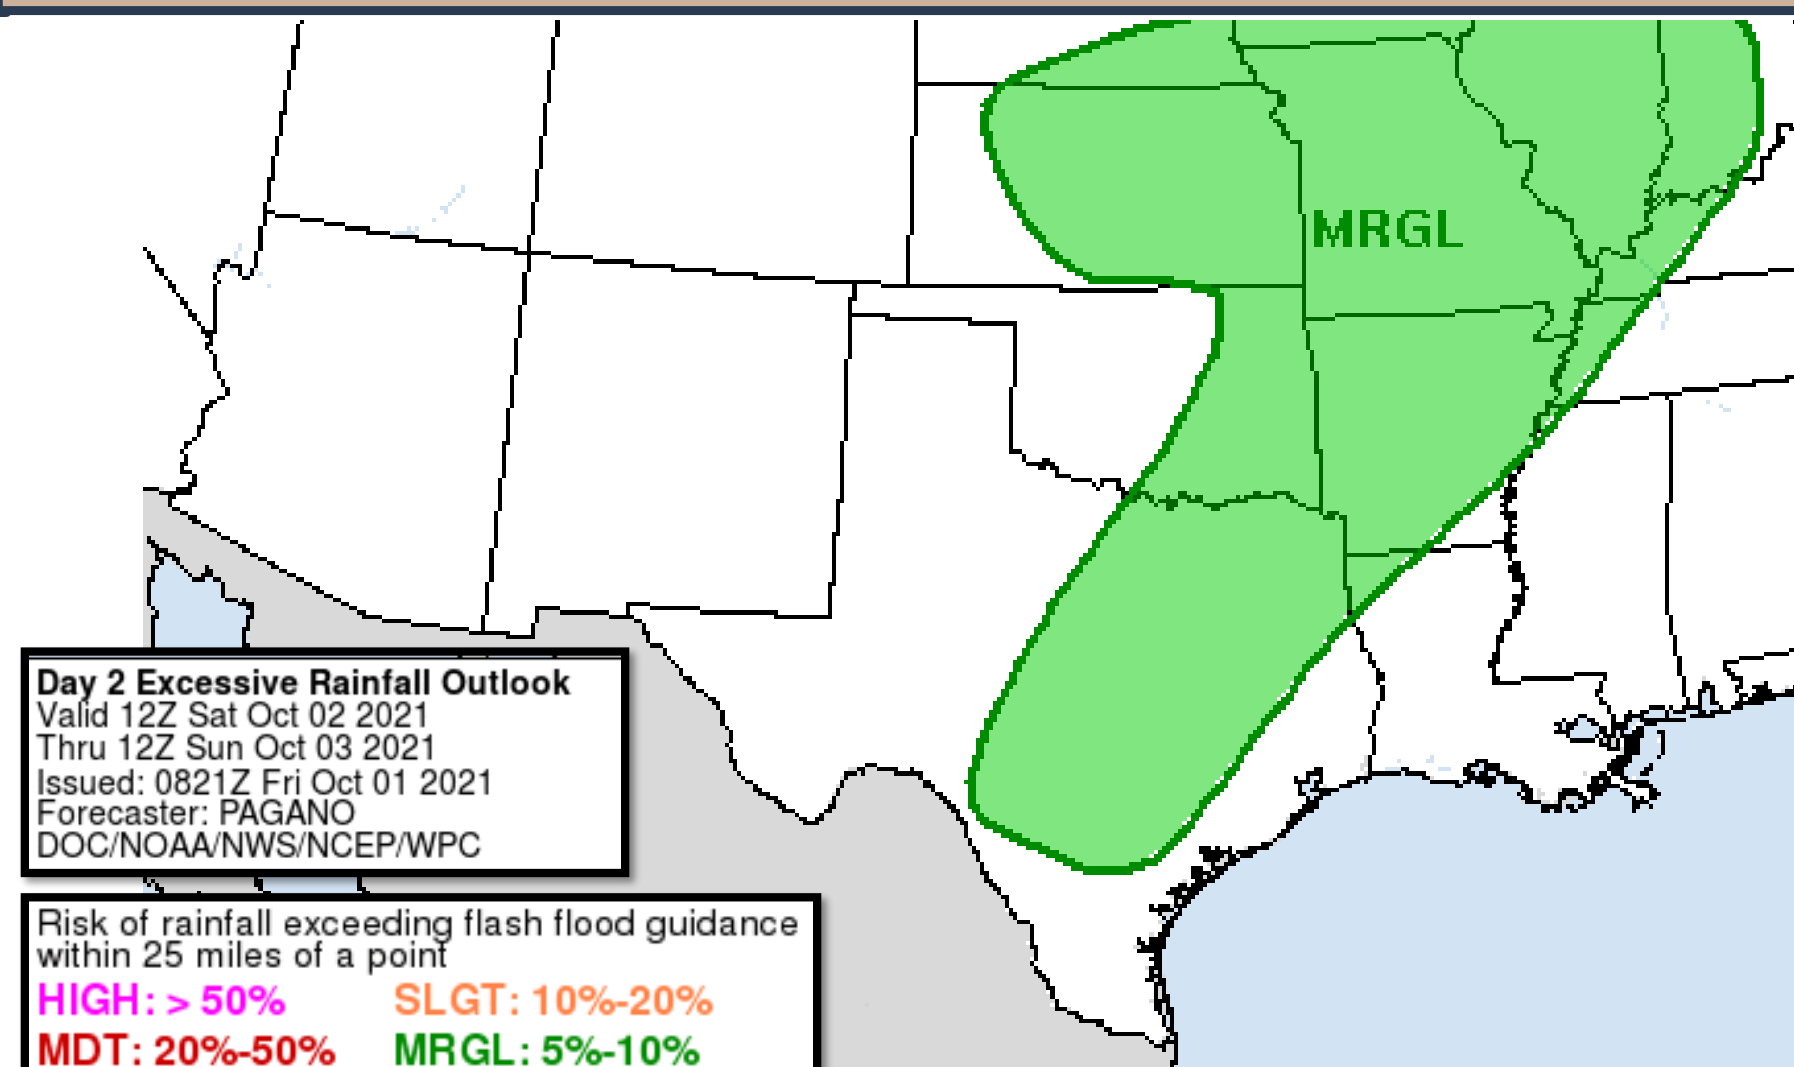 MRGL
Day 2 Excessive Rainfall Outlook
Valid 12Z Sat Oct 02 2021
Thru 12Z Sun Oct 03 2021
Issued: 0821Z Fri Oct 01 2021
Forecaster: PAGANO
DOC/NOAA/NWS/NCEP/WPC
Risk of rainfall exceeding flash flood guidance
within 25 miles of a point
HIGH: > 50% SLGT: 10%-20%
MDT: 20%-50% MRGL: 5%-10%